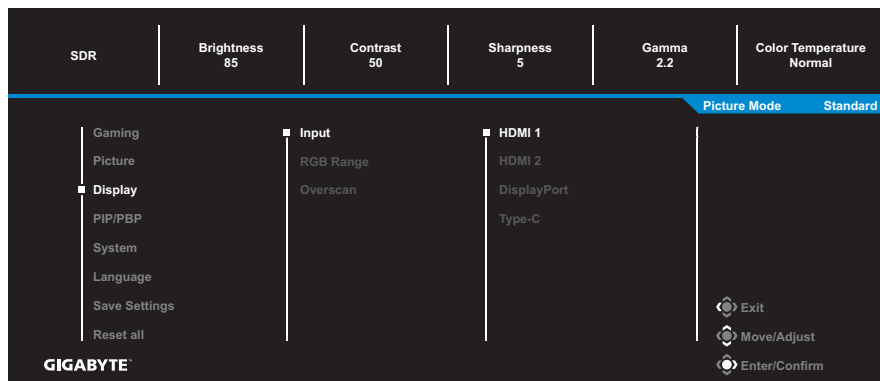 SDR
Brightness
85
Contrast
50
Sharpness
5
Gamma
2.2
Color Temperature
Normal
Picture Mode Standard
Gaming
Picture
Display
PIP/PBP
System
Language
Save Settings
Reset all
Input
RGB Range
Overscan
HDMI 1
HDMI 2
DisplayPort
Type-C
Exit
Move/Adjust
Enter/Confirm
GIGABYTE™